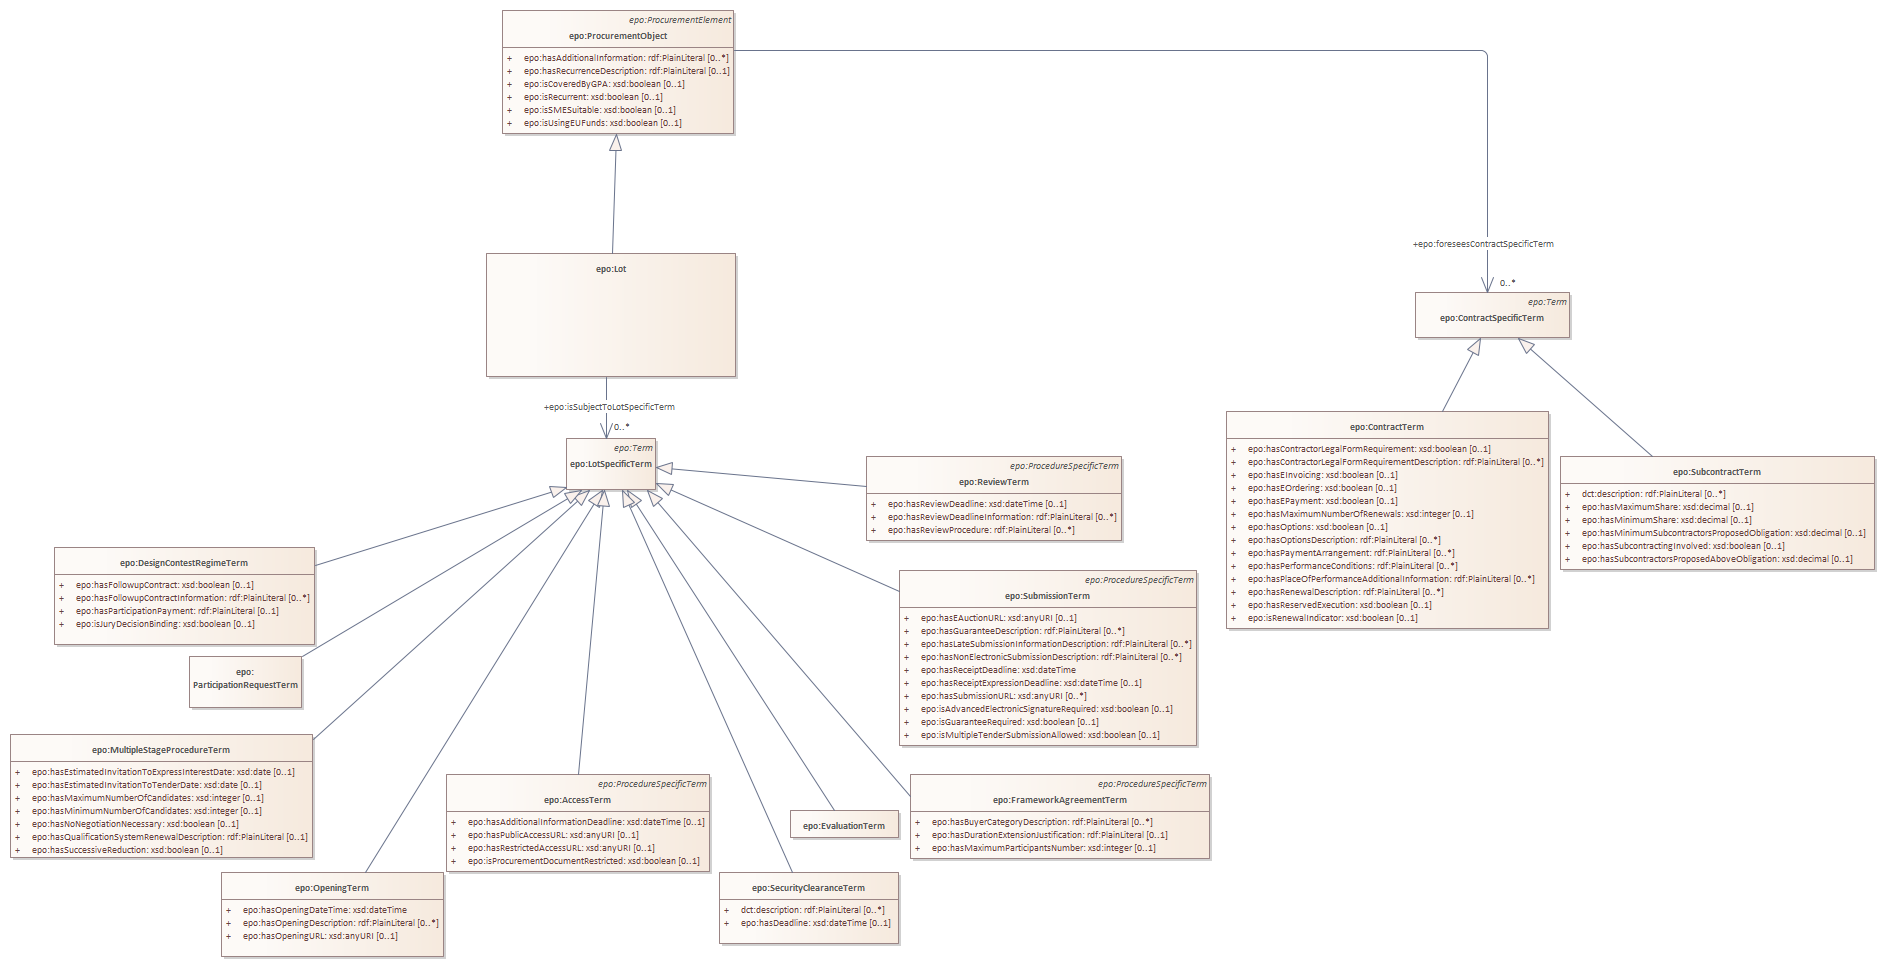 epo:ProcurementElement
epo:ProcurementObject
+ epo:hasAdditionalInformation: rdf:PlainLiteral [0..*]
+ epo:hasRecurrenceDescription: rdf:PlainLiteral [0..1]
+ epo:isCoveredByGPA: xsd:boolean [0..1]
+ epo:isRecurrent: xsd:boolean [0..1]
+ epo:isSMESuitable: xsd:boolean [0..1]
+ epo:isUsingEUFunds: xsd:boolean [0..1]
+epo:foreseesContractSpecificTerm
0..*
epo:Lot
+epo:isSubjectToLotSpecificTerm
0..*
epo:Term
epo:ContractSpecificTerm
epo:Term
epo:LotSpecificTerm
epo:ContractTerm
+ epo:hasContractorLegalFormRequirement: xsd:boolean [0..1]
+ epo:hasContractorLegalFormRequirementDescription: rdf:PlainLiteral [0..*]
+ epo:hasEInvoicing: xsd:boolean [0..1]
+ epo:hasEOrdering: xsd:boolean [0..1]
+ epo:hasEPayment: xsd:boolean [0..1]
+ epo:hasMaximumNumberOfRenewals: xsd:integer [0..1]
+ epo:hasOptions: xsd:boolean [0..1]
+ epo:hasOptionsDescription: rdf:PlainLiteral [0..*]
+ epo:hasPaymentArrangement: rdf:PlainLiteral [0..*]
+ epo:hasPerformanceConditions: rdf:PlainLiteral [0..*]
+ epo:hasPlaceOfPerformanceAdditionalInformation: rdf:PlainLiteral [0..*]
+ epo:hasRenewalDescription: rdf:PlainLiteral [0..*]
+ epo:hasReservedExecution: xsd:boolean [0..1]
+ epo:isRenewalIndicator: xsd:boolean [0..1]
epo:SubcontractTerm
+ dct:description: rdf:PlainLiteral [0..*]
+ epo:hasMaximumShare: xsd:decimal [0..1]
+ epo:hasMinimumShare: xsd:decimal [0..1]
+ epo:hasMinimumSubcontractorsProposedObligation: xsd:decimal [0..1]
+ epo:hasSubcontractingInvolved: xsd:boolean [0..1]
+ epo:hasSubcontractorsProposedAboveObligation: xsd:decimal [0..1]
epo:ProcedureSpecificTerm
epo:ReviewTerm
+ epo:hasReviewDeadline: xsd:dateTime [0..1]
+ epo:hasReviewDeadlineInformation: rdf:PlainLiteral [0..*]
+ epo:hasReviewProcedure: rdf:PlainLiteral [0..*]
epo:DesignContestRegimeTerm
+ epo:hasFollowupContract: xsd:boolean [0..1]
+ epo:hasFollowupContractInformation: rdf:PlainLiteral [0..*]
+ epo:hasParticipationPayment: rdf:PlainLiteral [0..1]
+ epo:isJuryDecisionBinding: xsd:boolean [0..1]
epo:ProcedureSpecificTerm
epo:SubmissionTerm
+ epo:hasEAuctionURL: xsd:anyURI [0..1]
+ epo:hasGuaranteeDescription: rdf:PlainLiteral [0..*]
+ epo:hasLateSubmissionInformationDescription: rdf:PlainLiteral [0..*]
+ epo:hasNonElectronicSubmissionDescription: rdf:PlainLiteral [0..*]
+ epo:hasReceiptDeadline: xsd:dateTime
+ epo:hasReceiptExpressionDeadline: xsd:dateTime [0..1]
+ epo:hasSubmissionURL: xsd:anyURI [0..*]
+ epo:isAdvancedElectronicSignatureRequired: xsd:boolean [0..1]
+ epo:isGuaranteeRequired: xsd:boolean [0..1]
+ epo:isMultipleTenderSubmissionAllowed: xsd:boolean [0..1]
epo:
ParticipationRequestTerm
epo:MultipleStageProcedureTerm
+ epo:hasEstimatedInvitationToExpressInterestDate: xsd:date [0..1]
+ epo:hasEstimatedInvitationToTenderDate: xsd:date [0..1]
+ epo:hasMaximumNumberOfCandidates: xsd:integer [0..1]
+ epo:hasMinimumNumberOfCandidates: xsd:integer [0..1]
+ epo:hasNoNegotiationNecessary: xsd:boolean [0..1]
+ epo:hasQualificationSystemRenewalDescription: rdf:PlainLiteral [0..1]
+ epo:hasSuccessiveReduction: xsd:boolean [0..1]
epo:ProcedureSpecificTerm
epo:AccessTerm
+ epo:hasAdditionalInformationDeadline: xsd:dateTime [0..1]
+ epo:hasPublicAccessURL: xsd:anyURI [0..1]
+ epo:hasRestrictedAccessURL: xsd:anyURI [0..1]
+ epo:isProcurementDocumentRestricted: xsd:boolean [0..1]
epo:EvaluationTerm
epo:ProcedureSpecificTerm
epo:FrameworkAgreementTerm
+ epo:hasBuyerCategoryDescription: rdf:PlainLiteral [0..*]
+ epo:hasDurationExtensionJustification: rdf:PlainLiteral [0..1]
+ epo:hasMaximumParticipantsNumber: xsd:integer [0..1]
epo:OpeningTerm
+ epo:hasOpeningDateTime: xsd:dateTime
+ epo:hasOpeningDescription: rdf:PlainLiteral [0..*]
+ epo:hasOpeningURL: xsd:anyURI [0..1]
epo:SecurityClearanceTerm
+ dct:description: rdf:PlainLiteral [0..*]
+ epo:hasDeadline: xsd:dateTime [0..1]